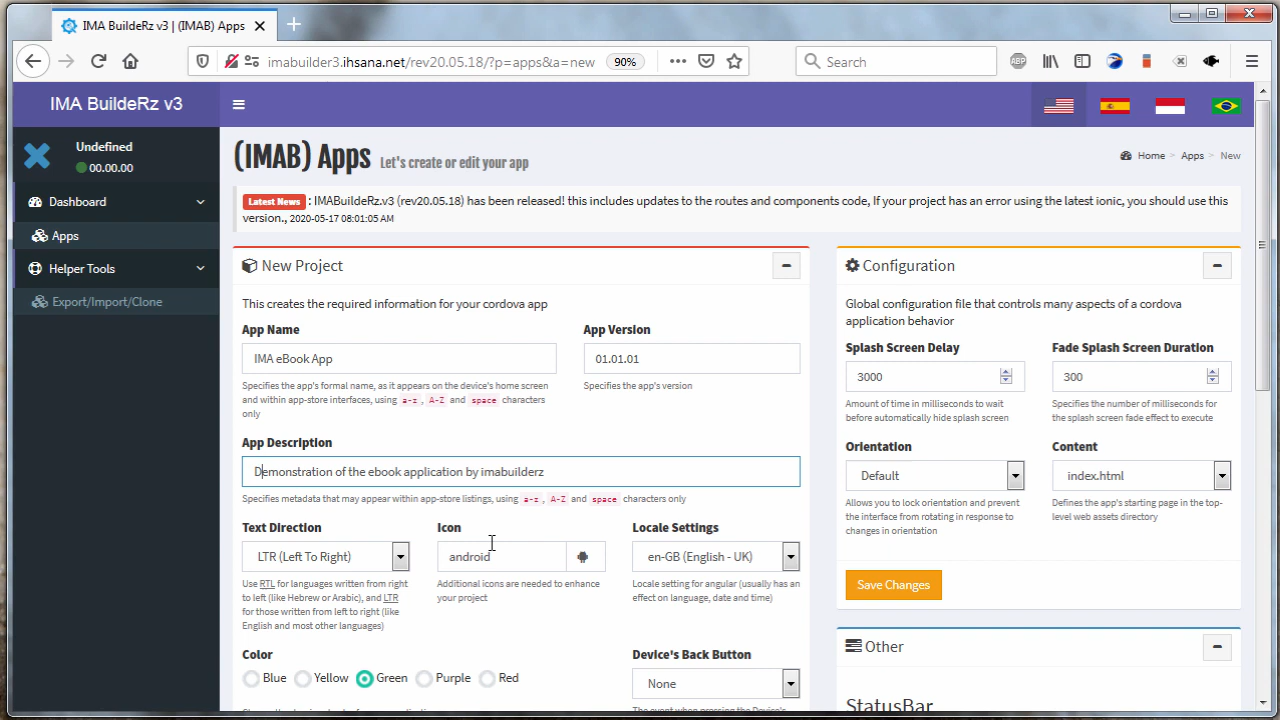 IMA BuildeRz v3 | (IMAB) Apps
imabuilder3.ihsana.net/rev20.05.18/?p=apps&a=new
90%
Search
ABP
IMA BuildeRz v3
Undefined
00.00.00
Dashboard
Apps
Helper Tools
Export/Import/Clone
(IMAB) Apps Let's create or edit your app
Home > Apps > New
Latest News : IMABuildeRz.v3 (rev20.05.18) has been released! this includes updates to the routes and components code, If your project has an error using the latest ionic, you should use this
version., 2020-05-17 08:01:05 AM
New Project
This creates the required information for your cordova app
App Name
IMA eBook App
Specifies the app's formal name, as it appears on the device's home screen
and within app-store interfaces, using a-z, A-Z and space characters
only
App Version
01.01.01
Specifies the app's version
App Description
Demonstration of the ebook application by imabuilderz
Specifies metadata that may appear within app-store listings, using a-z, A-Z and space characters only
Text Direction
LTR (Left To Right)
Use RTL for languages written from right
to left (like Hebrew or Arabic), and LTR
for those written from left to right (like
English and most other languages)
Icon
android
Additional icons are needed to enhance
your project
Locale Settings
en-GB (English - UK)
Locale setting for angular (usually has an
effect on language, date and time)
Color
Blue Yellow Green Purple Red
Device's Back Button
None
Configuration
Global configuration file that controls many aspects of a cordova
application behavior
Splash Screen Delay
3000
Amount of time in milliseconds to wait
before automatically hide splash screen
Fade Splash Screen Duration
300
Specifies the number of milliseconds for
the splash screen fade effect to execute
Orientation
Default
Allows you to lock orientation and prevent
the interface from rotating in response to
changes in orientation
Content
index.html
Defines the app's starting page in the top-
level web assets directory
Save Changes
Other
StatusBar